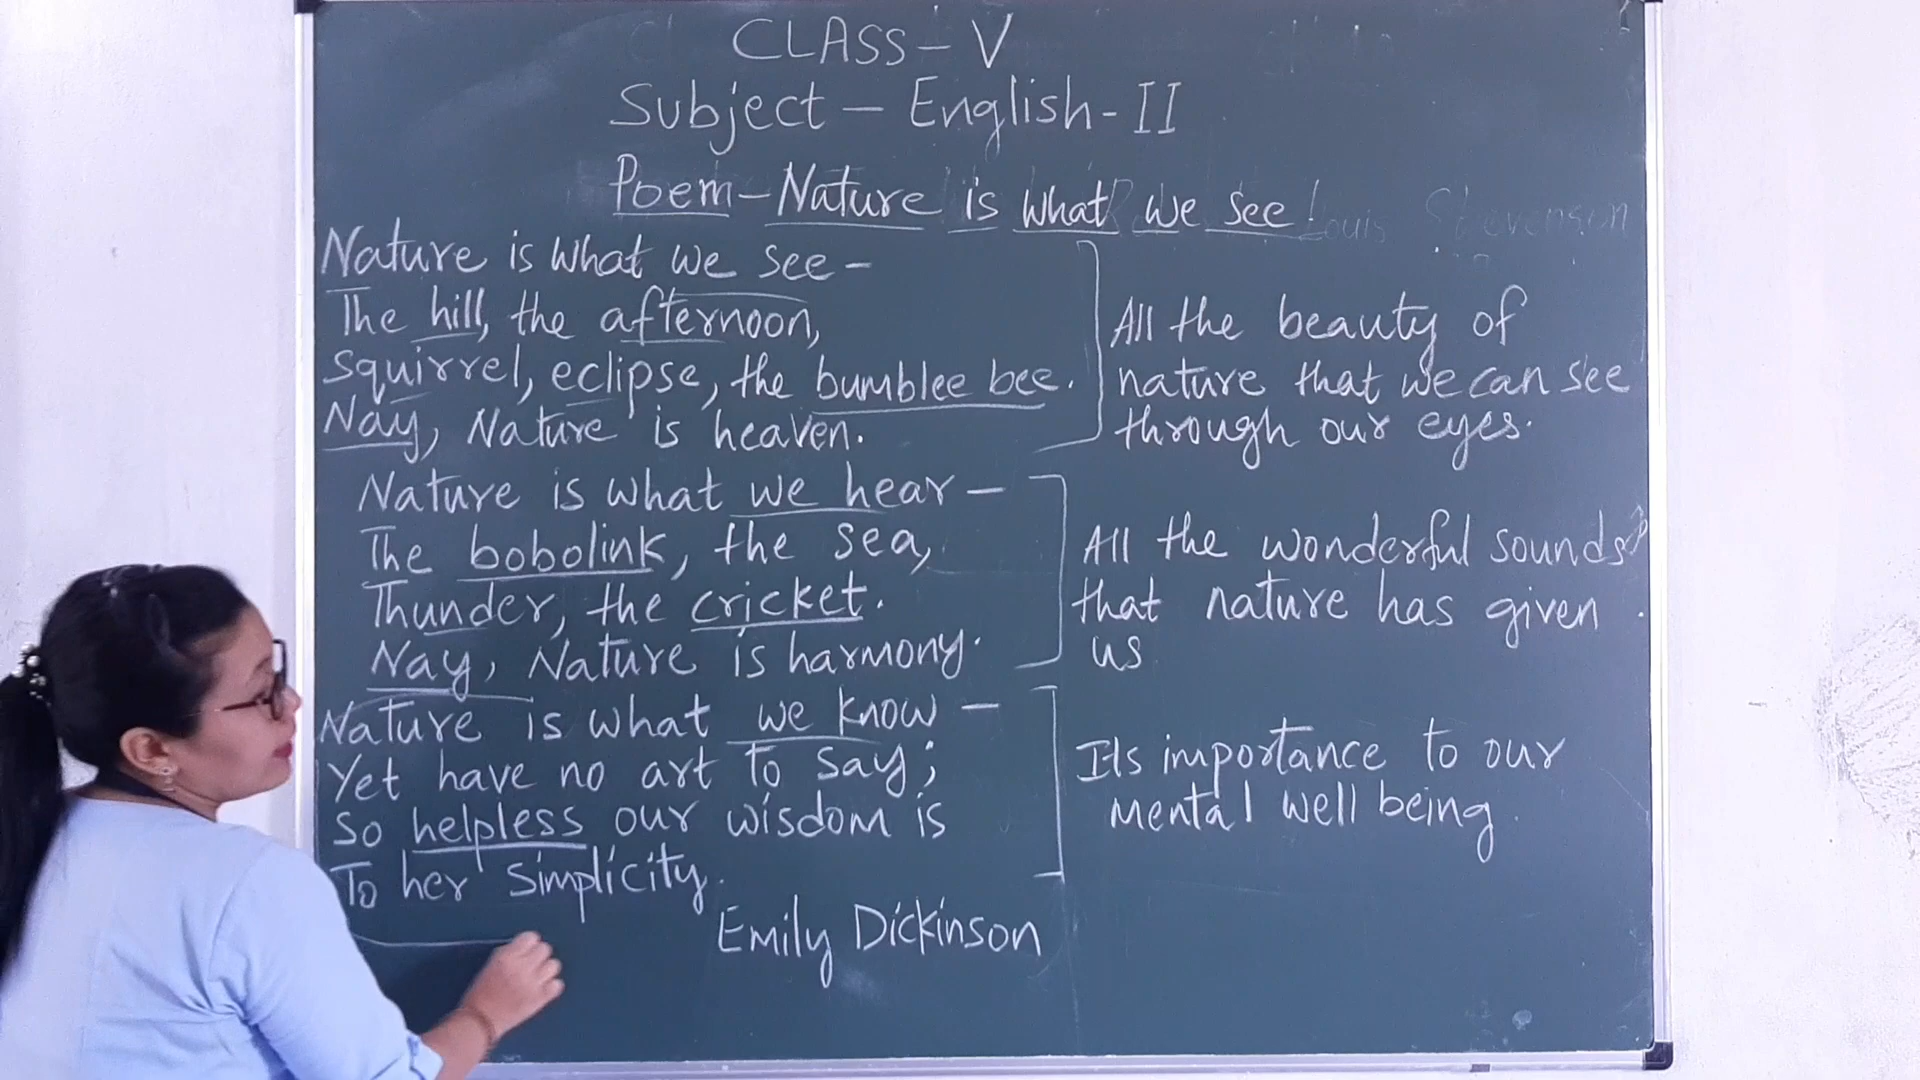 CLASS – V
Subject – English - II
Poem – Nature is what we see!
Louis Stevenson
Nature is what we see –
The hill, the afternoon,
Squirrel, eclipse, the bumblee bee.
Nay, Nature is heaven.
All the beauty of
nature that we can see
through our eyes.
Nature is what we hear –
The bobolink, the sea,
Thunder, the cricket.
Nay, Nature is harmony.
All the wonderful sounds
that nature has given
us
Nature is what we know –
Yet have no art to say;
So helpless our wisdom is
To her simplicity.
Its importance to our
mental well being.
Emily Dickinson